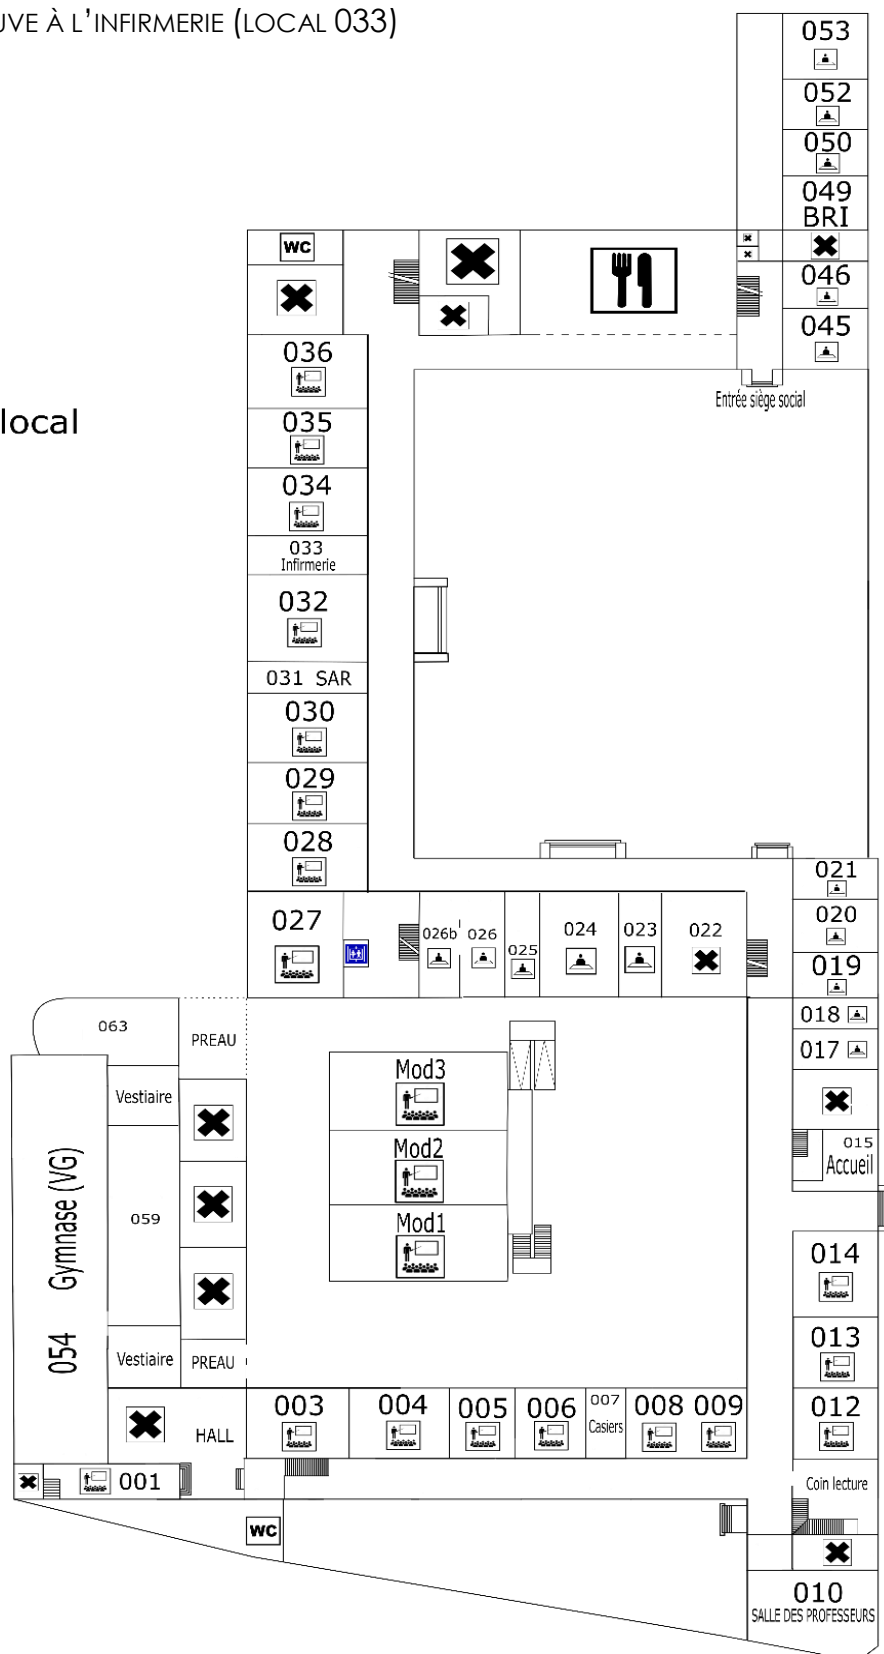 UVE À L'INFIRMERIE (LOCAL 033)
053
052
050
049
BRI
WC
046
036
045
Entrée siège social
local
035
034
033
Infirmerie
032
031 SAR
030
029
028
021
027
026b
026
025
024
023
022
020
019
018
017
063
PREAU
Mod3
Vestiaire
Mod2
015
Accueil
054 Gymnase (VG)
059
Mod1
014
013
Vestiaire
PREAU
003
004
005
006
007
Casiers
008
009
012
HALL
001
Coin lecture
WC
010
SALLE DES PROFESSEURS